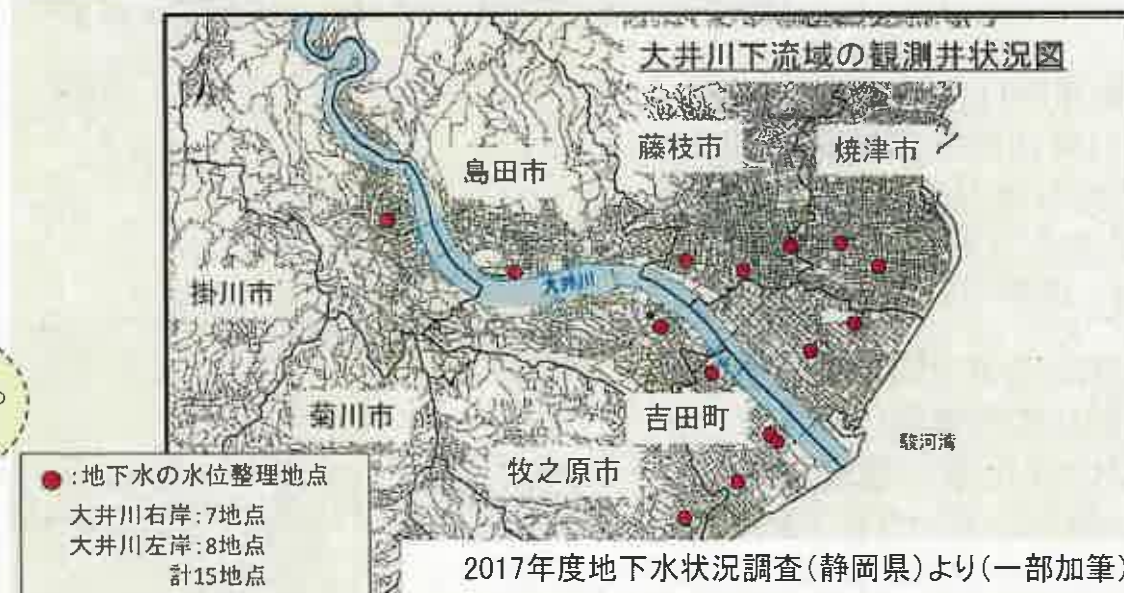 大井川下流域の観測井状況図
藤枝市
焼津市
島田市
掛川市
大井川
菊川市
吉田町
牧之原市
駿河湾
●:地下水の水位整理地点
大井川右岸:7地点
大井川左岸:8地点
計15地点
2017年度地下水状況調査(静岡県)より(一部加筆)